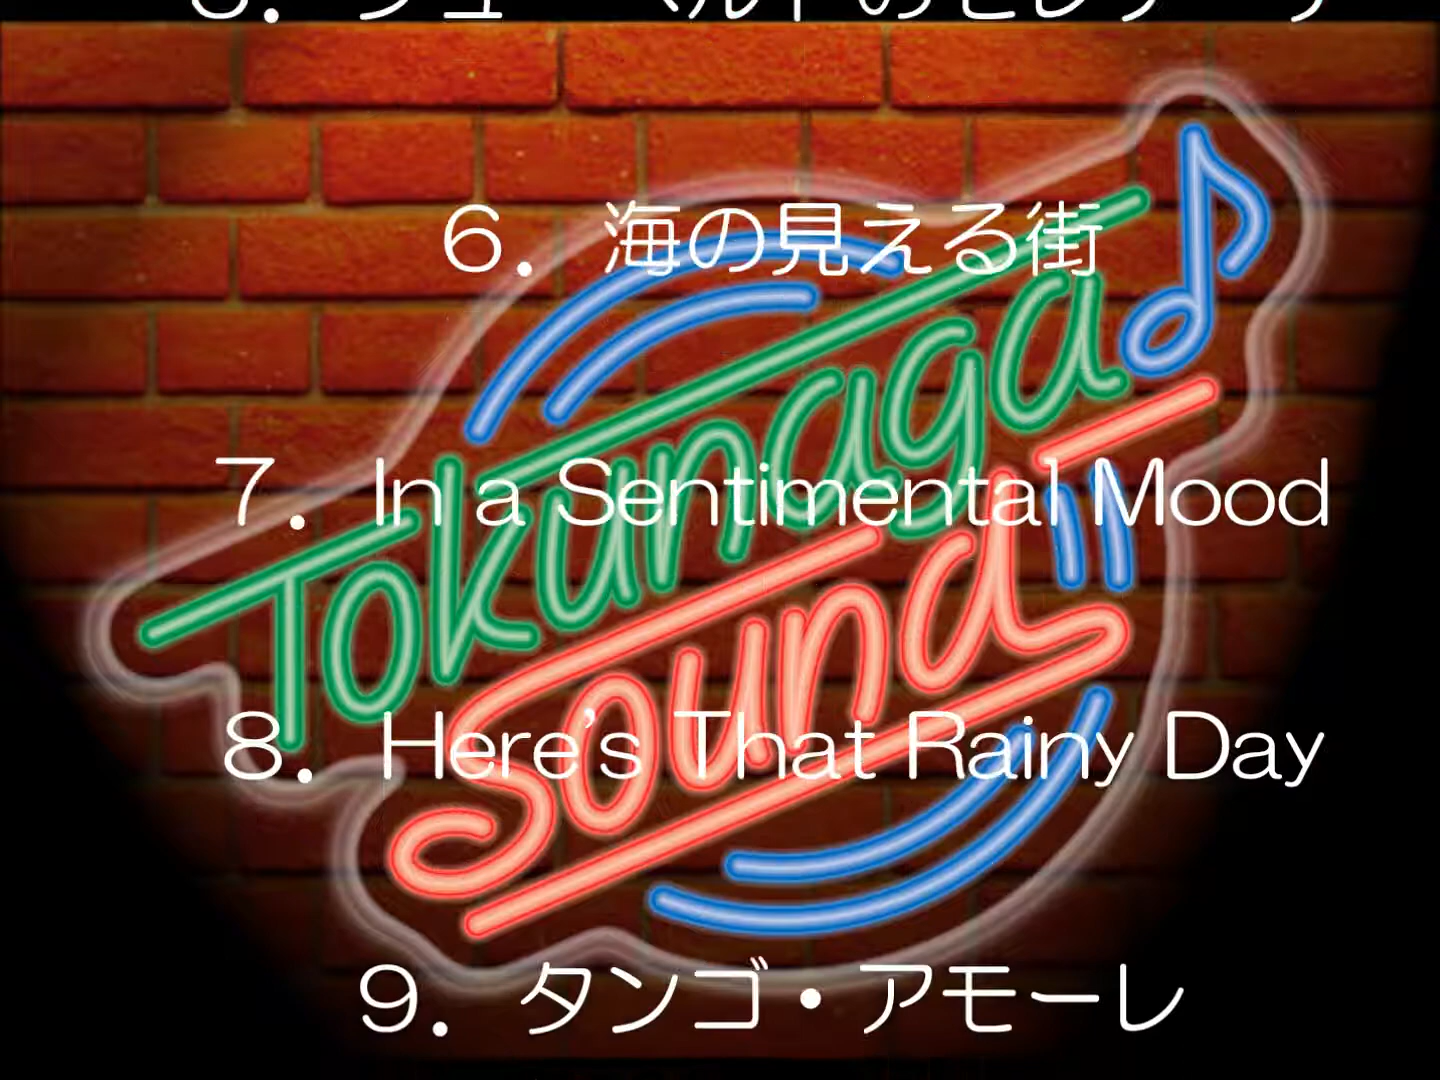 6. 海の見える街
Tokunaga
7. In a Sentimental Mood
Sound
8. Here's That Rainy Day
9. タンゴ・アモーレ